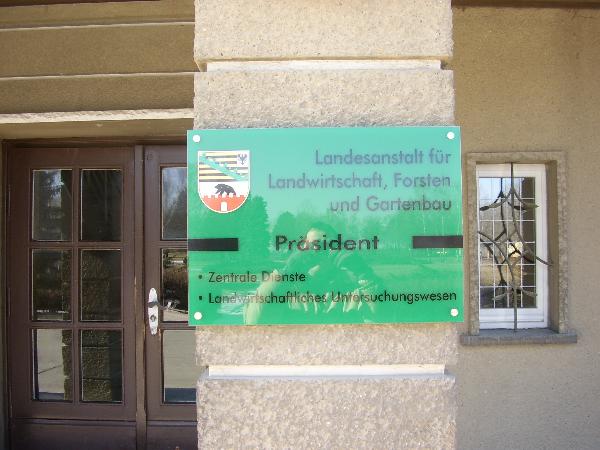 Landesanstalt für
Landwirtschaft, Forsten
und Gartenbau
Präsident
• Zentrale Dienste
• Landwirtschaftliches Untersuchungswesen